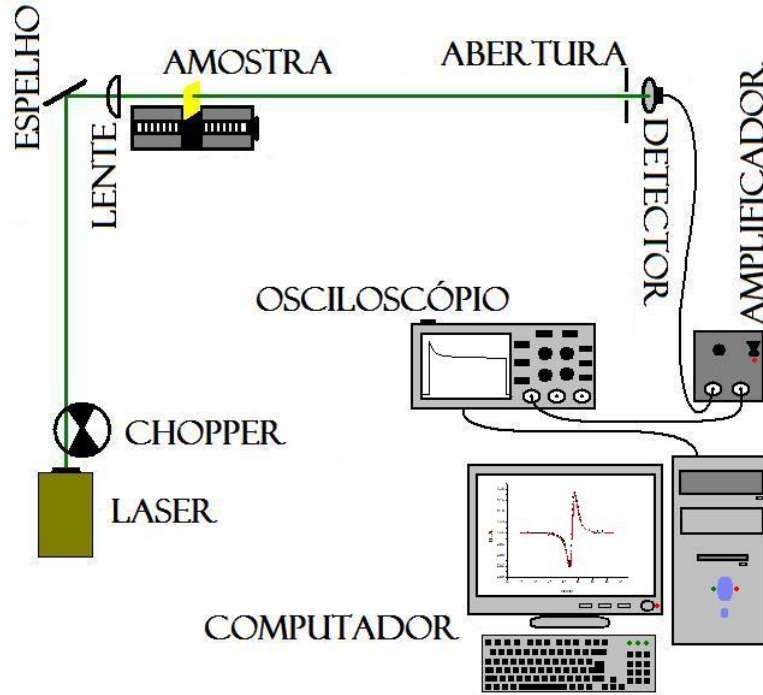 ESPELHO
LENTE
AMOSTRA
ABERTURA
DETECTOR
AMPLIFICADOR
OSCILOSCÓPIO
CHOPPER
LASER
COMPUTADOR